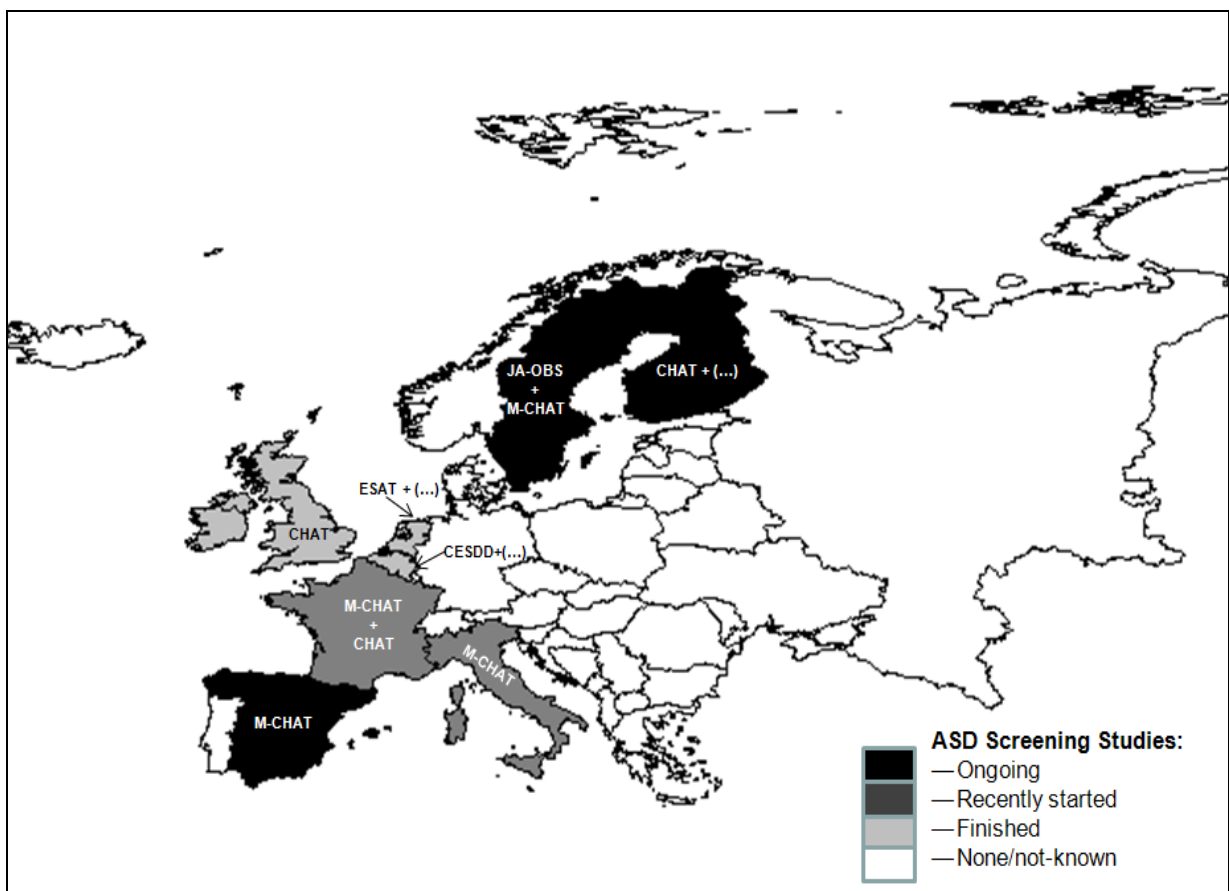 JA-OBS
+
M-CHAT
CHAT + (...)
ESAT + (...)
CHAT
CESDD+(...)
M-CHAT
+
CHAT
M-CHAT
M-CHAT
ASD Screening Studies:
—Ongoing
—Recently started
—Finished
—None/not-known